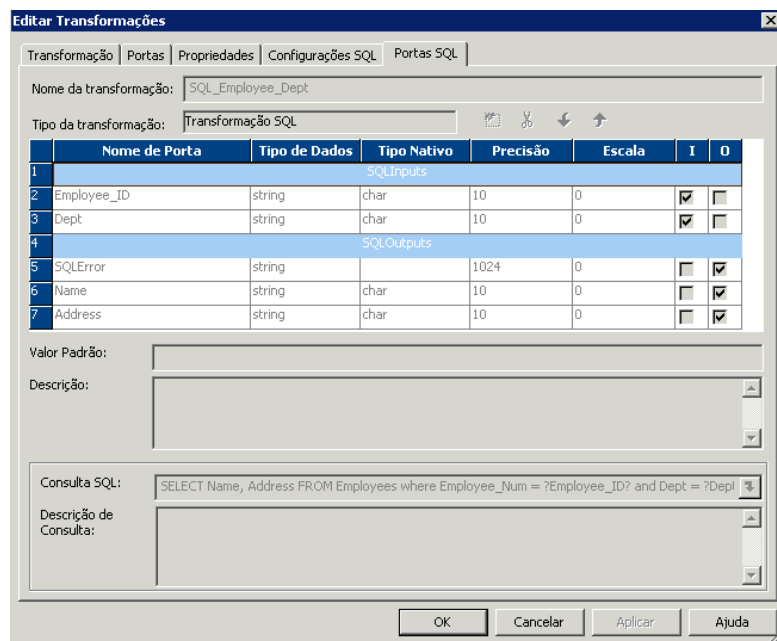 Editar Transformações
Transformação Portas Propriedades Configurações SQL Portas SQL
Nome da transformação: SQL_Employee_Dept
Tipo da transformação: Transformação SQL
Nome de Porta Tipo de Dados Tipo Nativo Precisão Escala I O
1 SQLInputs
2 Employee_ID string char 10 0
3 Dept string char 10 0
4 SQLOutputs
5 SQLError string 1024 0
6 Name string char 10 0
7 Address string char 10 0
Valor Padrão:
Descrição:
Consulta SQL: SELECT Name, Address FROM Employees where Employee_Num = ?Employee_ID? and Dept = ?Dept
Descrição de
Consulta:
OK Cancelar Aplicar Ajuda